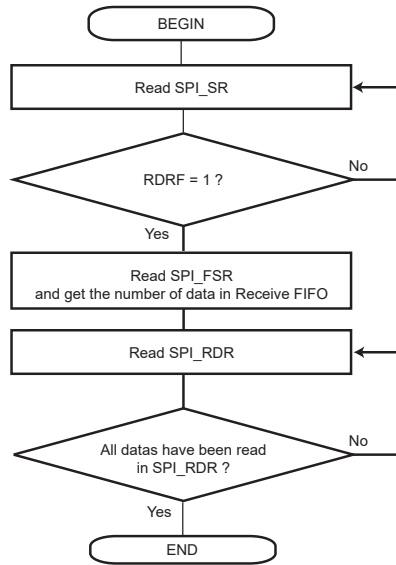 BEGIN
Read SPI_SR
RDRF = 1 ?
No
Yes
Read SPI_FSR
and get the number of data in Receive FIFO
Read SPI_RDR
All datas have been read
in SPI_RDR ?
No
Yes
END